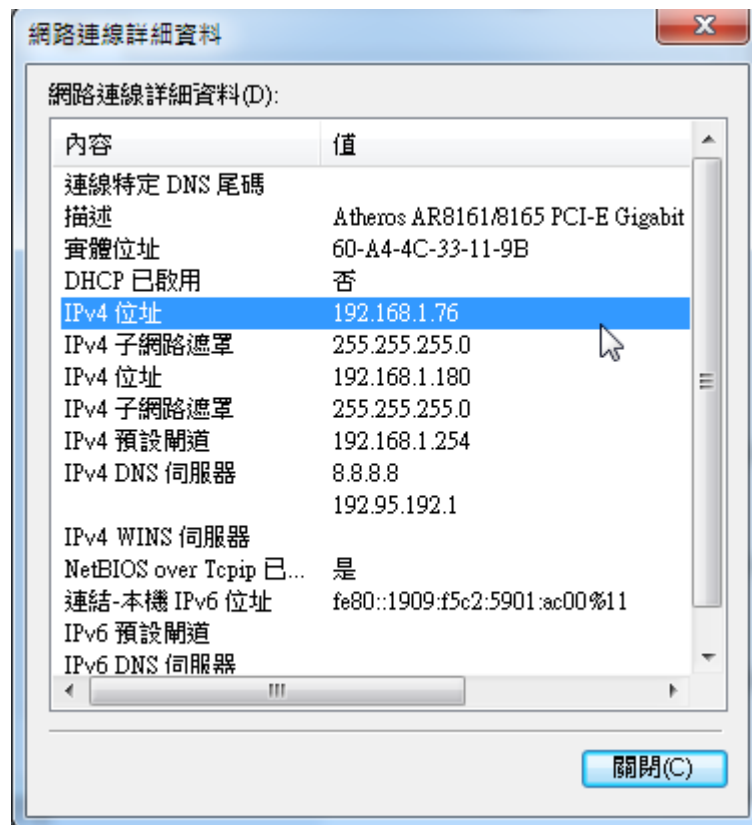 網路連線詳細資料
網路連線詳細資料(D):
內容 值
連線特定 DNS 尾碼
描述 Atheros AR8161/8165 PCI-E Gigabit
實體位址 60-A4-4C-33-11-9B
DHCP 已啟用 否
IPv4 位址 192.168.1.76
IPv4 子網路遮罩 255.255.255.0
IPv4 位址 192.168.1.180
IPv4 子網路遮罩 255.255.255.0
IPv4 預設閘道 192.168.1.254
IPv4 DNS 伺服器 8.8.8.8
192.95.192.1
IPv4 WINS 伺服器
NetBIOS over Tcpip 已... 是
連結-本機 IPv6 位址 fe80::1909:f5c2:5901:ac00%11
IPv6 預設閘道
IPv6 DNS 伺服器
關閉(C)